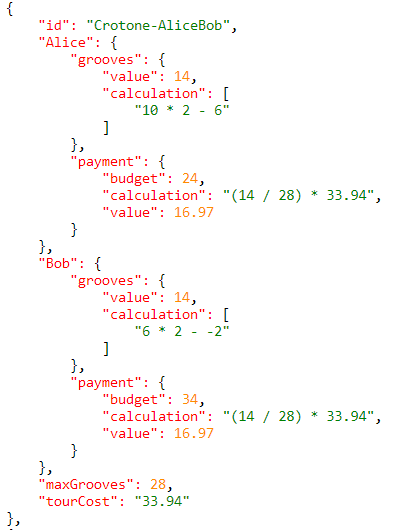 {
"id": "Crotone-AliceBob",
"Alice": {
"grooves": {
"value": 14,
"calculation": [
"10 * 2 - 6"
]
},
"payment": {
"budget": 24,
"calculation": "(14 / 28) * 33.94",
"value": 16.97
}
},
"Bob": {
"grooves": {
"value": 14,
"calculation": [
"6 * 2 - -2"
]
},
"payment": {
"budget": 34,
"calculation": "(14 / 28) * 33.94",
"value": 16.97
}
},
"maxGrooves": 28,
"tourCost": "33.94"
},